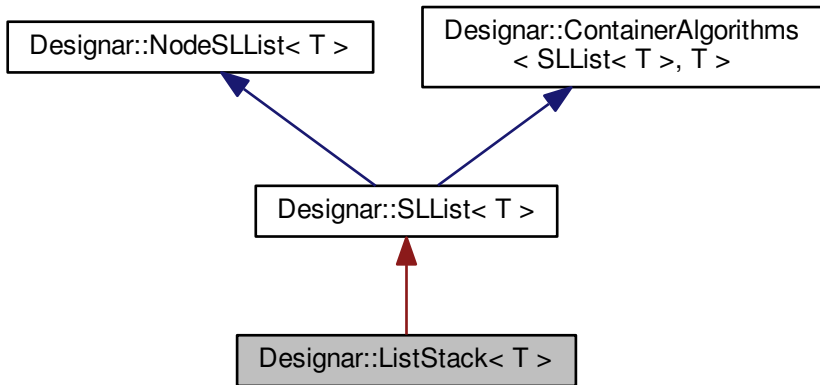 Designar::NodeSLList< T >
Designar::ContainerAlgorithms
< SLList< T >, T >
Designar::SLList< T >
Designar::ListStack< T >